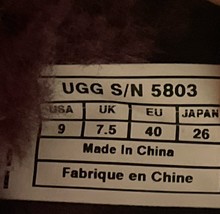 UGG S/N 5803
USA UK EU JAPAN
9 7.5 40 26
Made In China
Fabrique en Chine